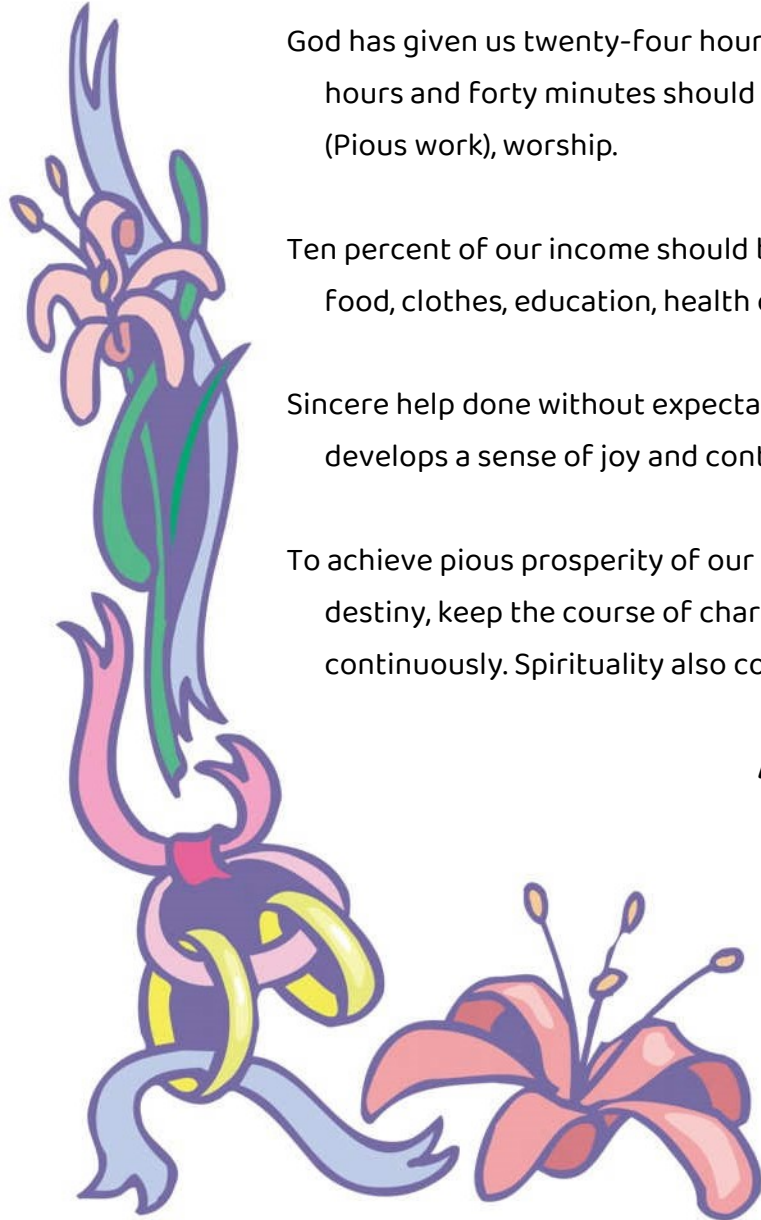 God has given us twenty-four hour
hours and forty minutes should
(Pious work), worship.
Ten percent of our income should b
food, clothes, education, health
Sincere help done without expecta
develops a sense of joy and cont
To achieve pious prosperity of our
destiny, keep the course of char
continuously. Spirituality also co